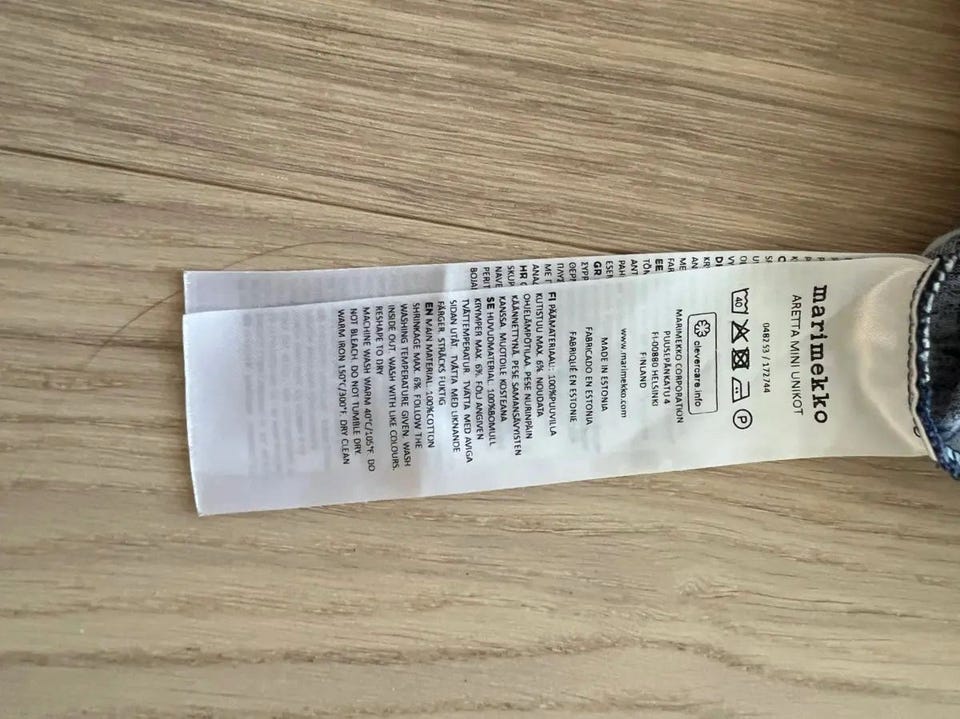 marimekko
ARETTA MINI UNIKOT
048253 / 172744
40
P
clevercare.info
MARIMEKKO CORPORATION
PUUSEPÄNKATU 4
FI-00880 HELSINKI
FINLAND
www.marimekko.com
MADE IN ESTONIA
FABRICADO EN ESTONIA
FABRIQUÉ EN ESTONIE
FI PÄÄMATERIAALI: 100%PUUVILLA
KUTISTUU MAX. 6% NOUDATA
OHJELÄMPÖTILAA. PESE NURINPÄIN
KÄÄNNETTYNÄ. PESE SAMANSÄVYISTEN
KANSSA. MUOTOILE KOSTEANA
SE HUVUDMATERIAL: 100%BOMULL
KRYMPER MAX. 6%. FÖLJ ANGIVEN
TVÄTTEMPERATUR. TVÄTTA MED AVIGA
SIDAN UTÅT. TVÄTTA MED LIKNANDE
FÄRGER. STRÄCKS FUKTIG
EN MAIN MATERIAL: 100%COTTON
SHRINKAGE MAX. 6%. FOLLOW THE
WASHING TEMPERATURE GIVEN. WASH
INSIDE OUT. WASH WITH LIKE COLOURS.
RESHAPE TO DRY
MACHINE WASH WARM 40°C/105°F. DO
NOT BLEACH. DO NOT TUMBLE DRY.
WARM IRON 150°C/300°F. DRY CLEAN
EE
DE
GR
HR